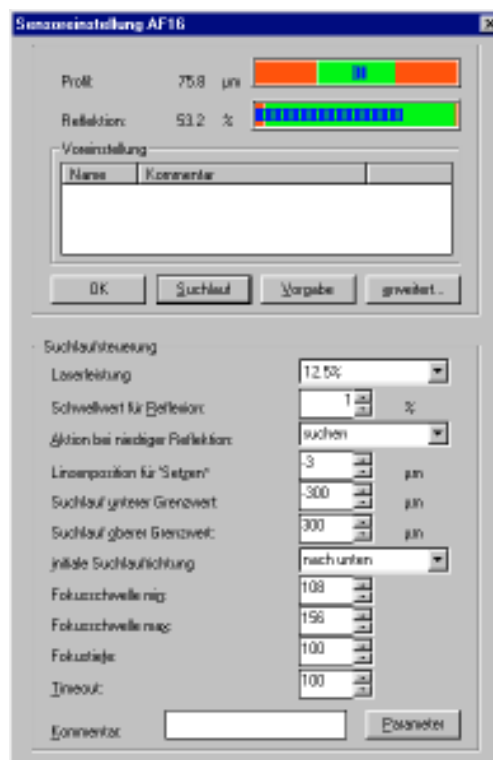 Sensoreinstellung AF16
Profil: 75.8 µm
Reflektion: 53.2 %
Voreinstellung
Name Kommentar
OK Suchlauf Vorgabe erweitert...
Suchlaufsteuerung
Laserleistung 12.5%
Schwellwert für Reflexion: 1 %
Aktion bei niedriger Reflektion: suchen
Linsenposition für "Setzen" -3 µm
Suchlauf unterer Grenzwert -300 µm
Suchlauf oberer Grenzwert: 300 µm
initiale Suchlaufrichtung nach unten
Fokusschwelle min: 108
Fokusschwelle max: 156
Fokustiefe: 100
Timeout: 100
Kommentar: Parameter